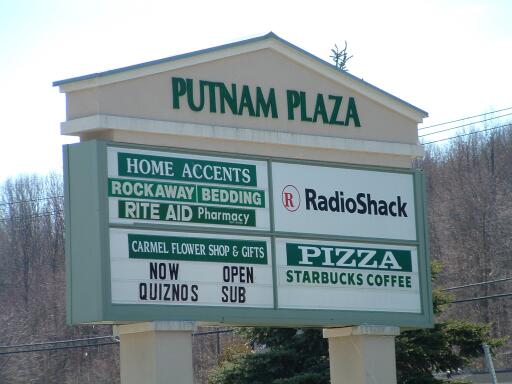 PUTNAM PLAZA
HOME ACCENTS
ROCKAWAY BEDDING
RITE AID Pharmacy
R RadioShack
CARMEL FLOWER SHOP & GIFTS
NOW OPEN
QUIZNOS SUB
PIZZA
STARBUCKS COFFEE